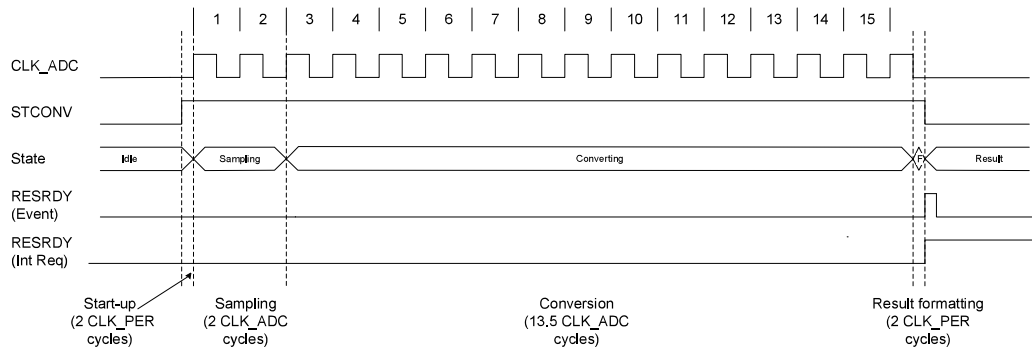 1 2 3 4 5 6 7 8 9 10 11 12 13 14 15
CLK_ADC
STCONV
State
Idle
Sampling
Converting
F
Result
RESRDY
(Event)
RESRDY
(Int Req)
Start-up
(2 CLK_PER
cycles)
Sampling
(2 CLK_ADC
cycles)
Conversion
(13.5 CLK_ADC
cycles)
Result formatting
(2 CLK_PER
cycles)